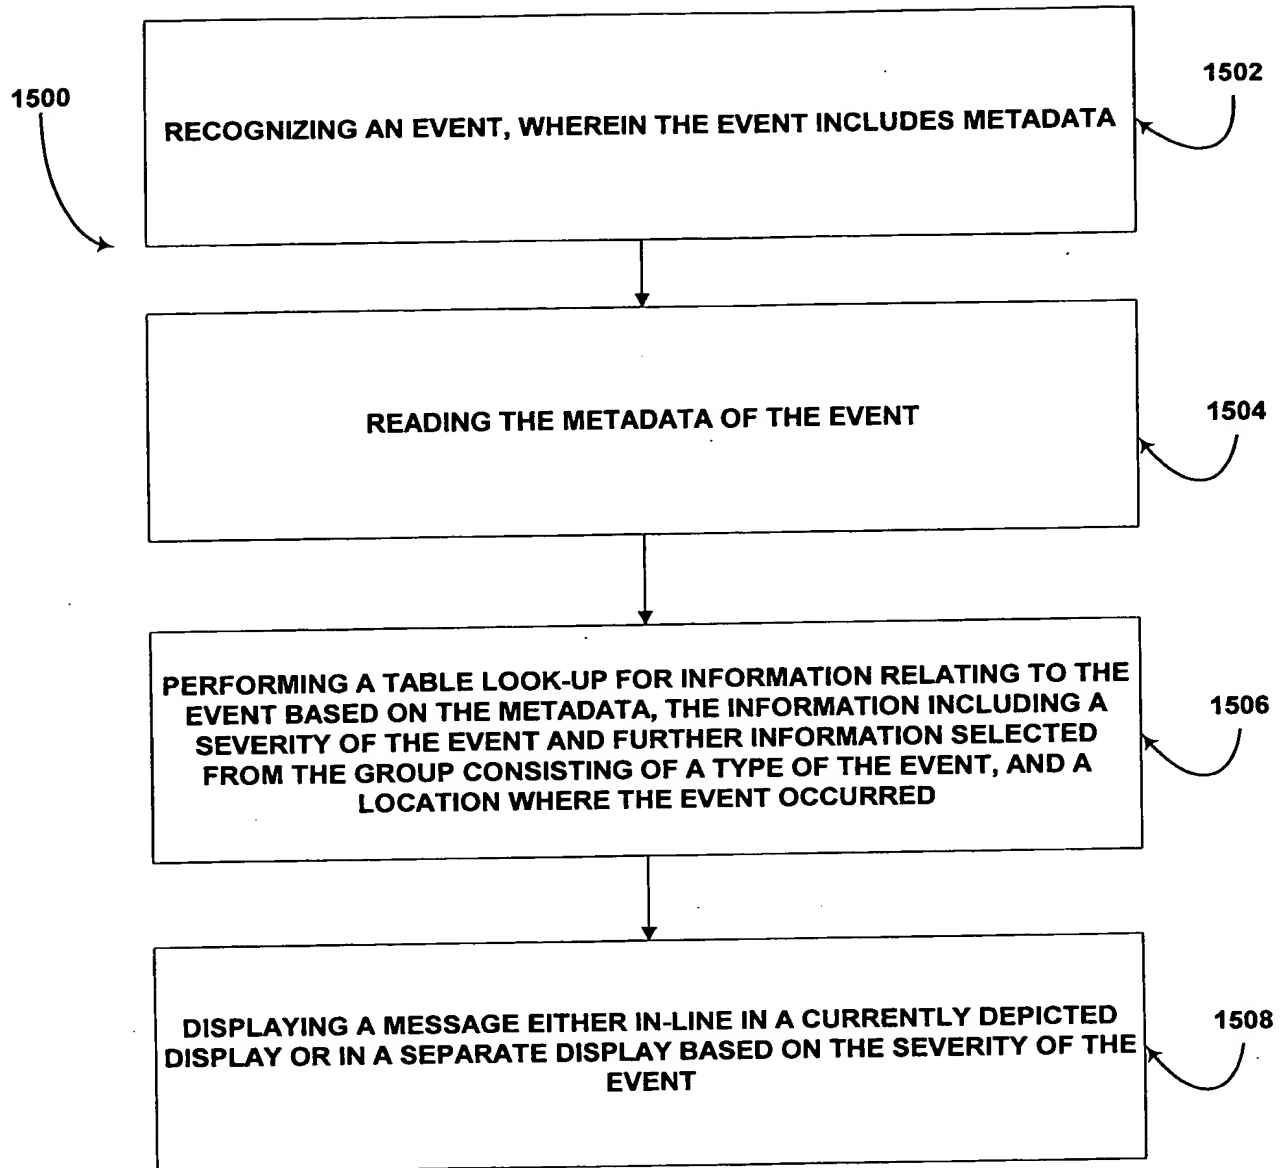 1500
1502
RECOGNIZING AN EVENT, WHEREIN THE EVENT INCLUDES METADATA
READING THE METADATA OF THE EVENT
1504
PERFORMING A TABLE LOOK-UP FOR INFORMATION RELATING TO THE
EVENT BASED ON THE METADATA, THE INFORMATION INCLUDING A
SEVERITY OF THE EVENT AND FURTHER INFORMATION SELECTED
FROM THE GROUP CONSISTING OF A TYPE OF THE EVENT, AND A
LOCATION WHERE THE EVENT OCCURRED
1506
DISPLAYING A MESSAGE EITHER IN-LINE IN A CURRENTLY DEPICTED
DISPLAY OR IN A SEPARATE DISPLAY BASED ON THE SEVERITY OF THE
EVENT
1508